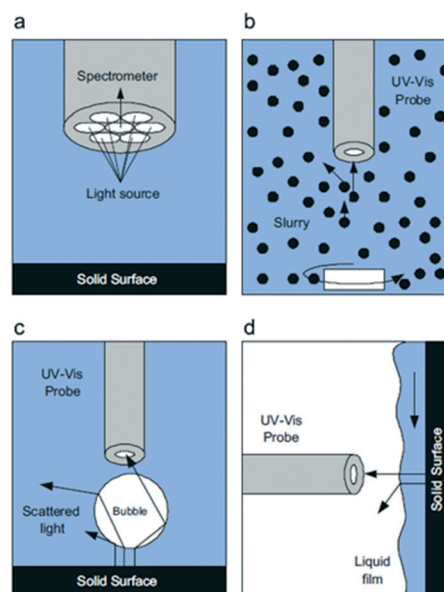 a
Spectrometer
Light source
Solid Surface
b
UV-Vis
Probe
Slurry
c
UV-Vis
Probe
Scattered
light
Bubble
Solid Surface
d
UV-Vis
Probe
Liquid
film
Solid Surface